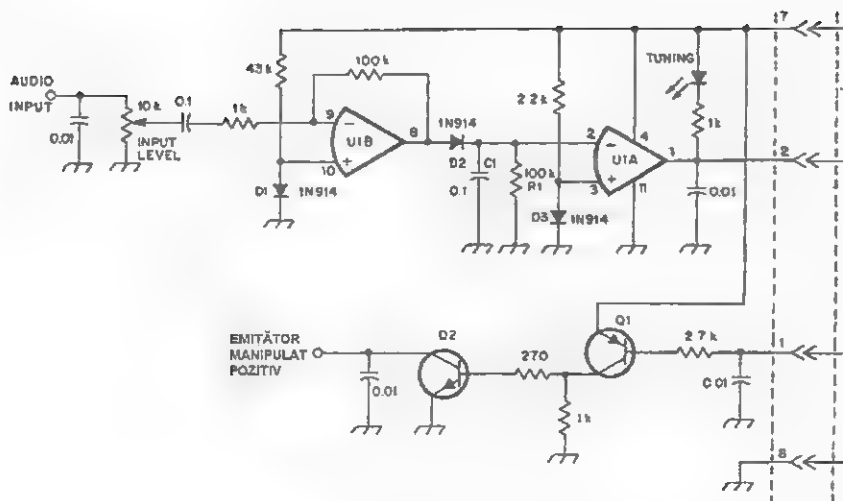 AUDIO
INPUT
0.01
10k
INPUT
LEVEL
0.1
1k
43k
100k
9
10
U1B
8
D1
1N914
1N914
D2
C1
0.1
100k
R1
2.2k
2
3
U1A
4
11
1
D3
1N914
TUNING
1k
0.01
7
2
EMITĂTOR
MANIPULAT
POZITIV
0.01
D2
270
1k
Q1
2.7k
0.01
1
8